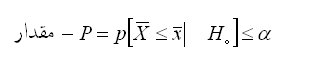 مقدار – P = p[X̅ ≤ x̅| H₀] ≤ α